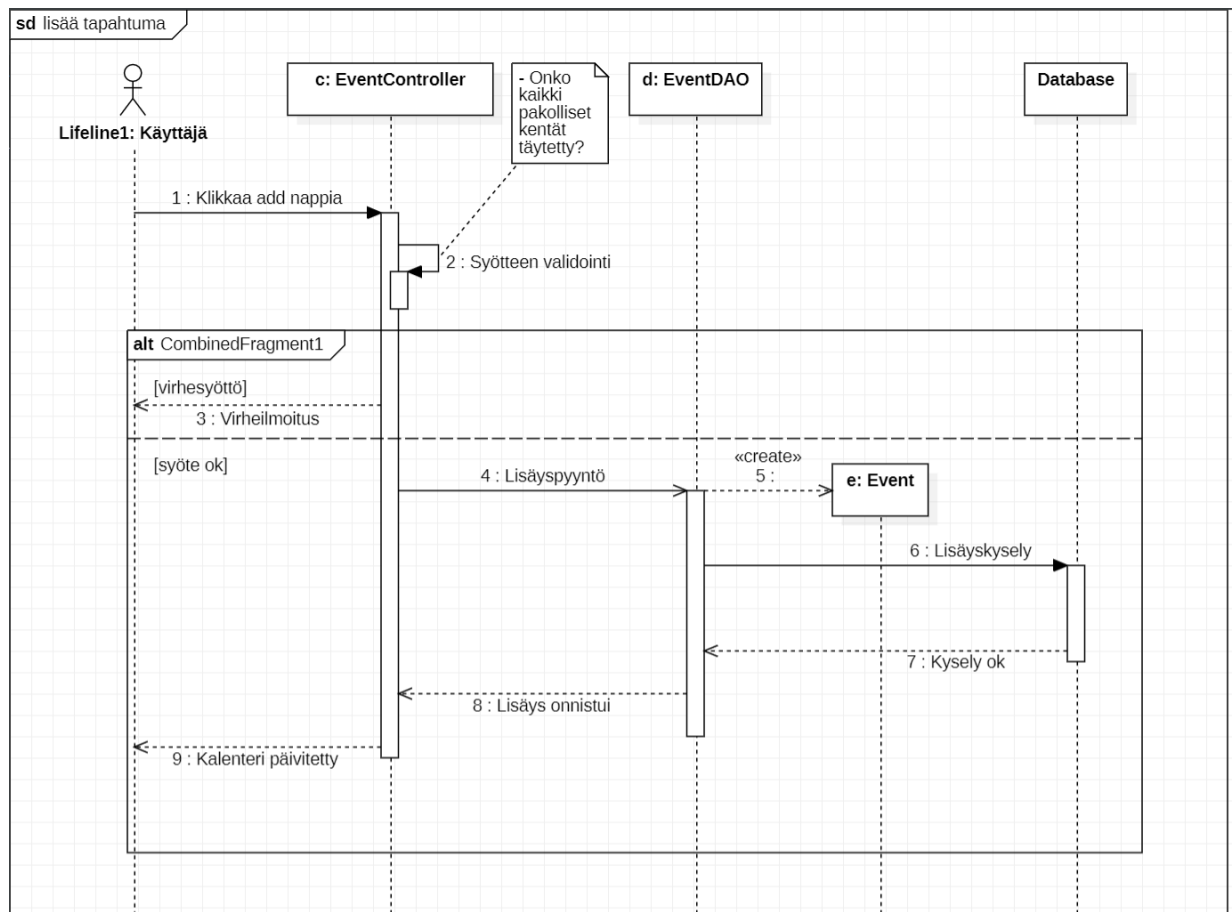 sd lisää tapahtuma
Lifeline1: Käyttäjä
c: EventController
- Onko
kaikki
pakolliset
kentät
täytetty?
d: EventDAO
Database
1 : Klikkaa add nappia
2 : Syötteen validointi
alt CombinedFragment1
[virhesyöttö]
3 : Virheilmoitus
[syöte ok]
4 : Lisäyspyyntö
«create»
5 :
e: Event
6 : Lisäyskysely
7 : Kysely ok
8 : Lisäys onnistui
9 : Kalenteri päivitetty